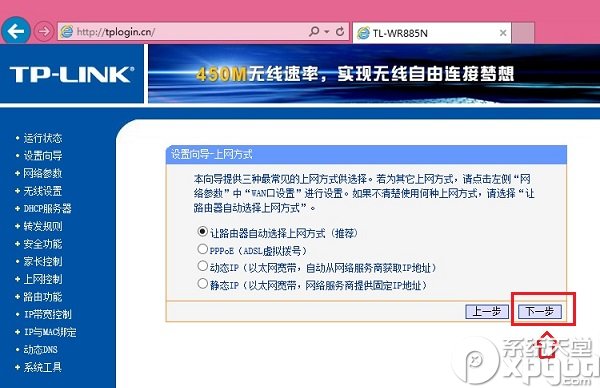 http://tplogin.cn/
TL-WR885N
TP-LINK
450M无线速率，实现无线自由连接梦想
• 运行状态
• 设置向导
+ 网络参数
+ 无线设置
+ DHCP服务器
+ 转发规则
+ 安全功能
• 家长控制
+ 上网控制
+ 路由功能
• IP带宽控制
+ IP与MAC绑定
• 动态DNS
+ 系统工具
设置向导-上网方式
本向导提供三种最常见的上网方式供选择。若为其它上网方式，请点击左侧“网
络参数”中“WAN口设置”进行设置。如果不清楚使用何种上网方式，请选择“让
路由器自动选择上网方式”。
让路由器自动选择上网方式（推荐）
PPPoE（ADSL虚拟拨号）
动态IP（以太网宽带，自动从网络服务商获取IP地址）
静态IP（以太网宽带，网络服务商提供固定IP地址）
上一步 下一步
系统天堂
xpgod
.com